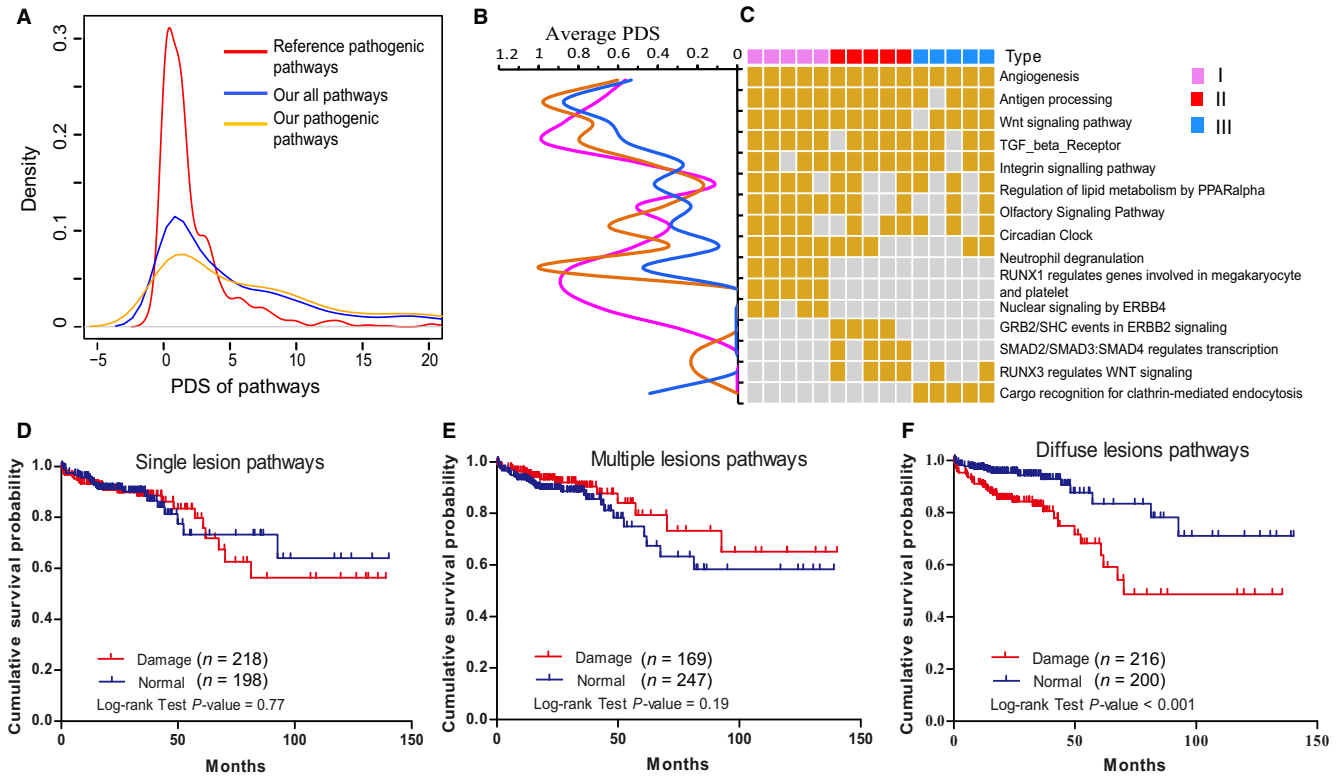 A
Density
0.3
0.2
0.1
0
Reference pathogenic
pathways
Our all pathways
Our pathogenic
pathways
−5 0 5 10 15 20
PDS of pathways
B
Average PDS
1.2 1 0.8 0.6 0.4 0.2 0
C
Type
Angiogenesis
Antigen processing
Wnt signaling pathway
TGF_beta_Receptor
Integrin signalling pathway
Regulation of lipid metabolism by PPARalpha
Olfactory Signaling Pathway
Circadian Clock
Neutrophil degranulation
RUNX1 regulates genes involved in megakaryocyte
and platelet
Nuclear signaling by ERBB4
GRB2/SHC events in ERBB2 signaling
SMAD2/SMAD3:SMAD4 regulates transcription
RUNX3 regulates WNT signaling
Cargo recognition for clathrin-mediated endocytosis
I
II
III
D
Single lesion pathways
Cumulative survival probability
1.0
0.8
0.6
0.4
0.2
0.0
Damage (n = 218)
Normal (n = 198)
Log-rank Test P-value = 0.77
0 50 100 150
Months
E
Multiple lesions pathways
Cumulative survival probability
1.0
0.8
0.6
0.4
0.2
0.0
Damage (n = 169)
Normal (n = 247)
Log-rank Test P-value = 0.19
0 50 100 150
Months
F
Diffuse lesions pathways
Cumulative survival probability
1.0
0.8
0.6
0.4
0.2
0.0
Damage (n = 216)
Normal (n = 200)
Log-rank Test P-value < 0.001
0 50 100 150
Months